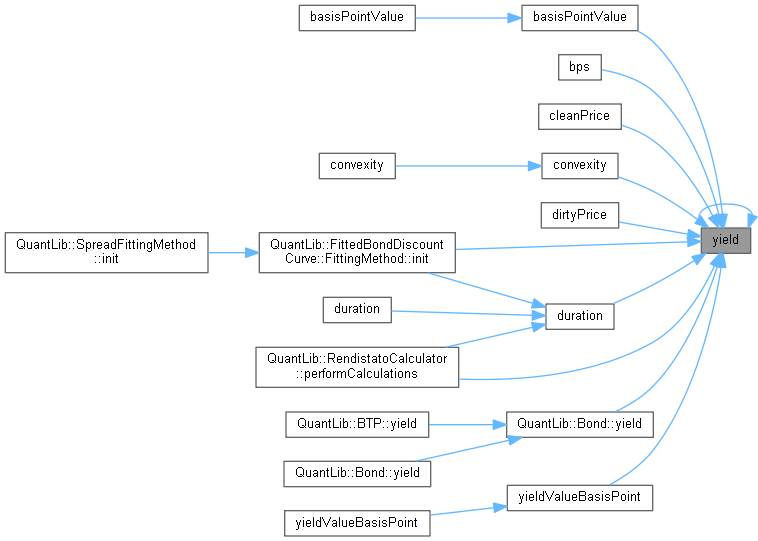 basisPointValue
basisPointValue
bps
cleanPrice
convexity
convexity
dirtyPrice
yield
QuantLib::SpreadFittingMethod
::init
QuantLib::FittedBondDiscount
Curve::FittingMethod::init
duration
duration
QuantLib::RendistatoCalculator
::performCalculations
QuantLib::BTP::yield
QuantLib::Bond::yield
QuantLib::Bond::yield
yieldValueBasisPoint
yieldValueBasisPoint